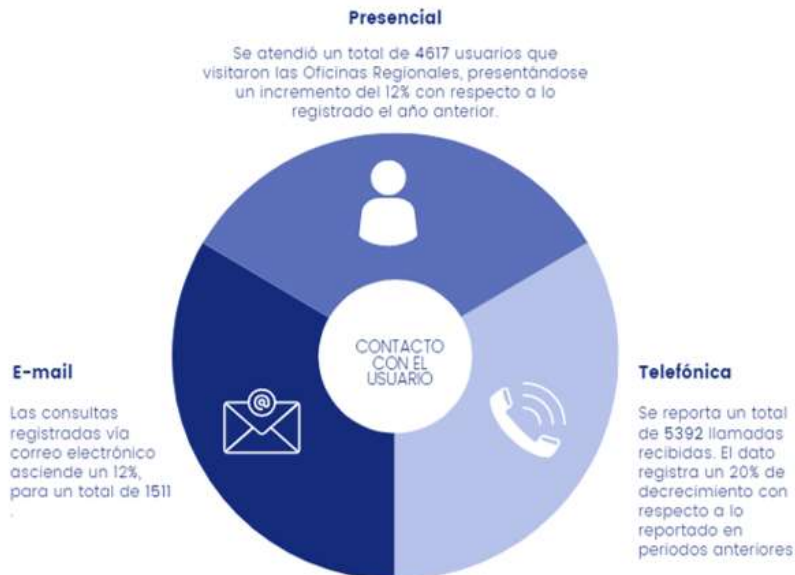 Presencial
Se atendió un total de 4617 usuarios que
visitaron las Oficinas Regionales, presentándose
un incremento del 12% con respecto a lo
registrado el año anterior.
CONTACTO
CON EL
USUARIO
E-mail
Las consultas
registradas vía
correo electrónico
asciende un 12%,
para un total de 1511
.
Telefónica
Se reporta un total
de 5392 llamadas
recibidas. El dato
registra un 20% de
decrecimiento con
respecto a lo
reportado en
periodos anteriores